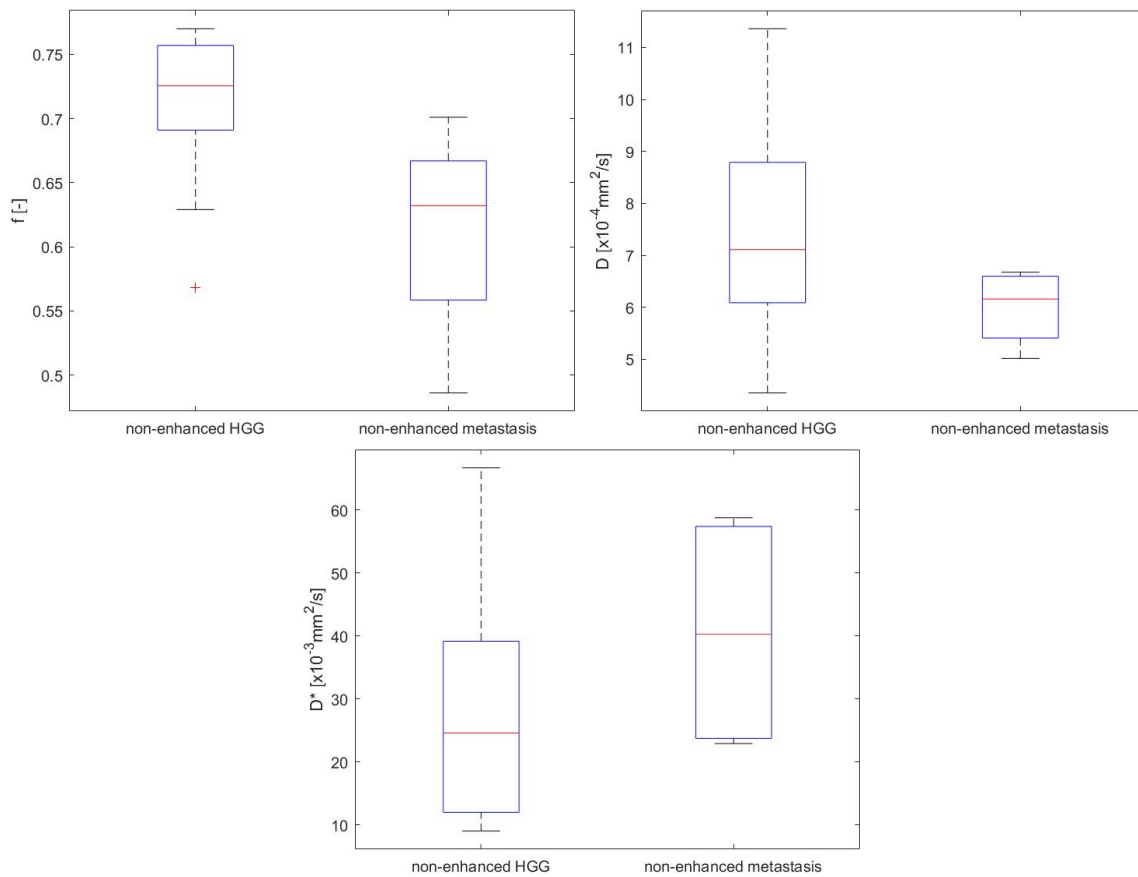 0.75
0.7
0.65
0.6
0.55
0.5
f [-]
non-enhanced HGG
non-enhanced metastasis
11
10
9
8
7
6
5
D [x10⁻⁴mm²/s]
non-enhanced HGG
non-enhanced metastasis
60
50
40
30
20
10
D* [x10⁻³mm²/s]
non-enhanced HGG
non-enhanced metastasis